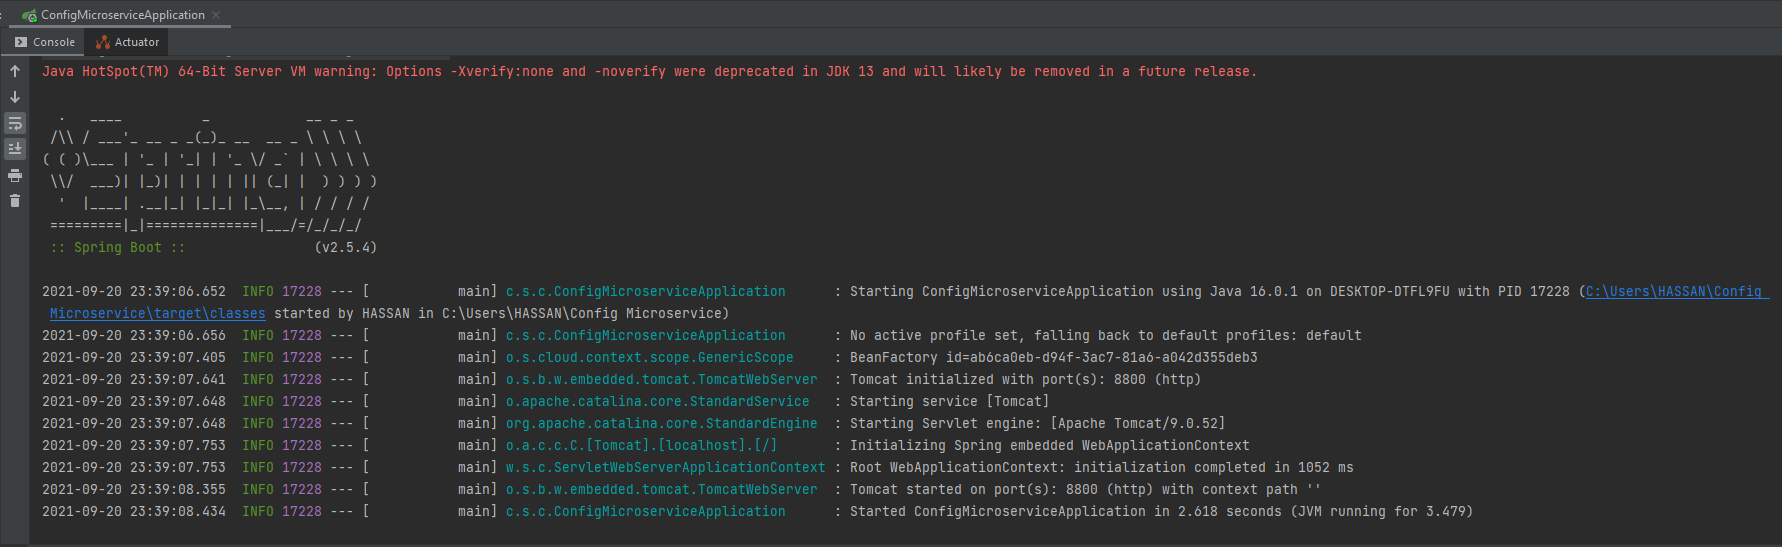 ConfigMicroserviceApplication
Console Actuator
Java HotSpot(TM) 64-Bit Server VM warning: Options -Xverify:none and -noverify were deprecated in JDK 13 and will likely be removed in a future release.
  .   ____          _            __ _ _
 /\\ / ___'_ __ _ _(_)_ __  __ _ \ \ \ \
( ( )\___ | '_ | '_| | '_ \/ _` | \ \ \ \
 \\/  ___)| |_)| | | | | || (_| |  ) ) ) )
  '  |____| .__|_| |_|_| |_\__, | / / / /
 =========|_|==============|___/=/_/_/_/
 :: Spring Boot ::                (v2.5.4)
2021-09-20 23:39:06.652  INFO 17228 --- [           main] c.s.c.ConfigMicroserviceApplication      : Starting ConfigMicroserviceApplication using Java 16.0.1 on DESKTOP-DTFL9FU with PID 17228 (C:\Users\HASSAN\Config
 Microservice\target\classes started by HASSAN in C:\Users\HASSAN\Config Microservice)
2021-09-20 23:39:06.656  INFO 17228 --- [           main] c.s.c.ConfigMicroserviceApplication      : No active profile set, falling back to default profiles: default
2021-09-20 23:39:07.405  INFO 17228 --- [           main] o.s.cloud.context.scope.GenericScope     : BeanFactory id=ab6ca0eb-d94f-3ac7-81a6-a042d355deb3
2021-09-20 23:39:07.641  INFO 17228 --- [           main] o.s.b.w.embedded.tomcat.TomcatWebServer  : Tomcat initialized with port(s): 8800 (http)
2021-09-20 23:39:07.648  INFO 17228 --- [           main] o.apache.catalina.core.StandardService   : Starting service [Tomcat]
2021-09-20 23:39:07.648  INFO 17228 --- [           main] org.apache.catalina.core.StandardEngine  : Starting Servlet engine: [Apache Tomcat/9.0.52]
2021-09-20 23:39:07.753  INFO 17228 --- [           main] o.a.c.c.C.[Tomcat].[localhost].[/]       : Initializing Spring embedded WebApplicationContext
2021-09-20 23:39:07.753  INFO 17228 --- [           main] w.s.c.ServletWebServerApplicationContext : Root WebApplicationContext: initialization completed in 1052 ms
2021-09-20 23:39:08.355  INFO 17228 --- [           main] o.s.b.w.embedded.tomcat.TomcatWebServer  : Tomcat started on port(s): 8800 (http) with context path ''
2021-09-20 23:39:08.434  INFO 17228 --- [           main] c.s.c.ConfigMicroserviceApplication      : Started ConfigMicroserviceApplication in 2.618 seconds (JVM running for 3.479)